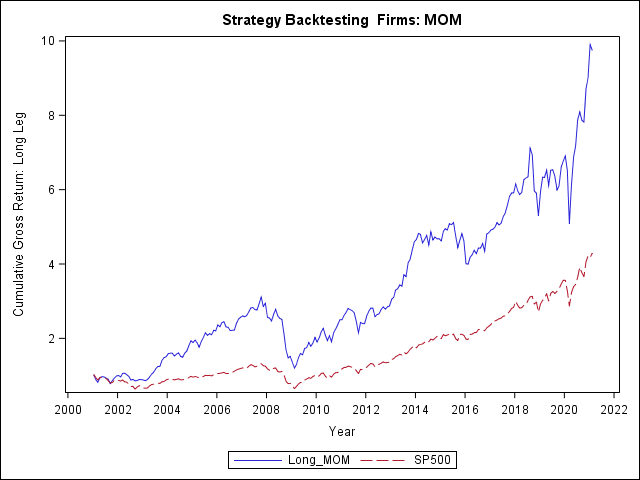 Strategy Backtesting Firms: MOM
Cumulative Gross Return: Long Leg
10
8
6
4
2
2000 2002 2004 2006 2008 2010 2012 2014 2016 2018 2020 2022
Year
Long_MOM SP500